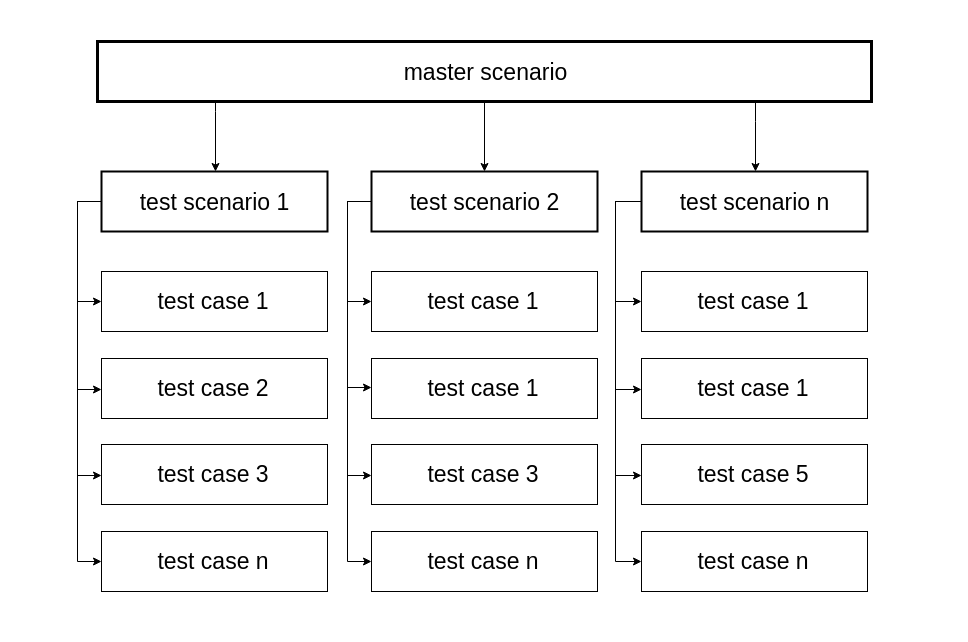 master scenario
test scenario 1
test scenario 2
test scenario n
test case 1
test case 1
test case 1
test case 2
test case 1
test case 1
test case 3
test case 3
test case 5
test case n
test case n
test case n